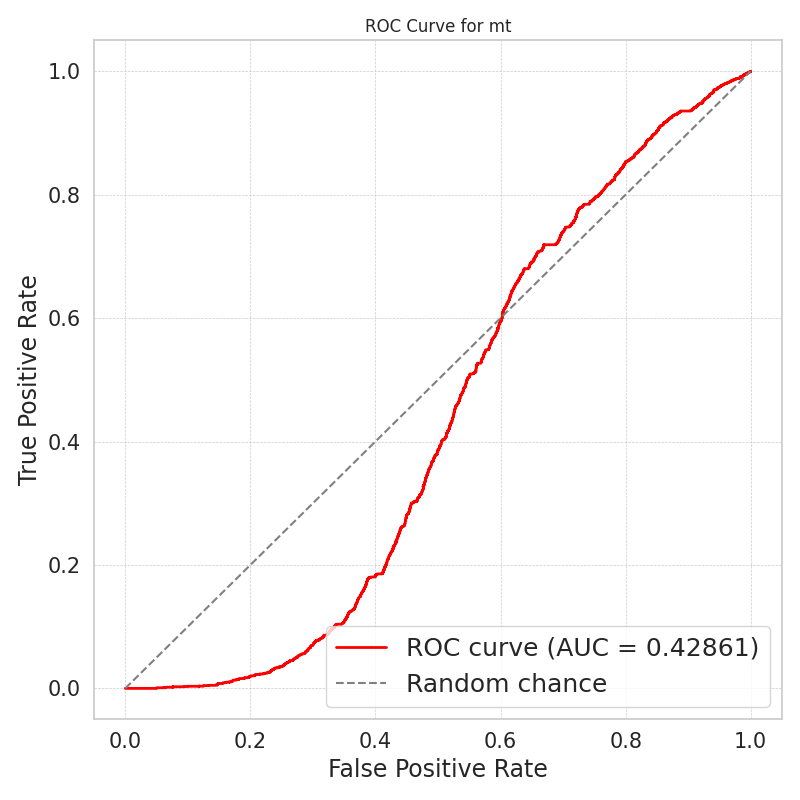 ROC Curve for mt
True Positive Rate
1.0
0.8
0.6
0.4
0.2
0.0
ROC curve (AUC = 0.42861)
Random chance
0.0 0.2 0.4 0.6 0.8 1.0
False Positive Rate